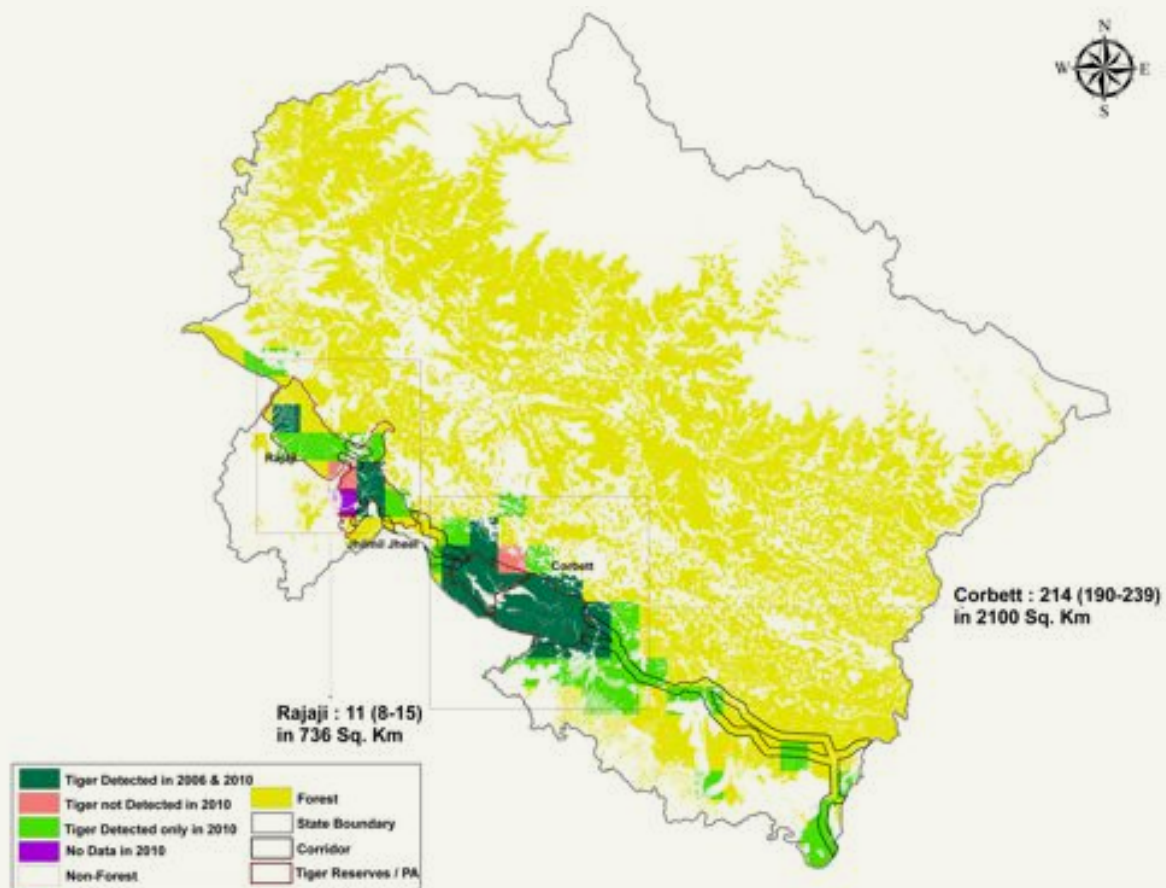 N
W E
S
Rajaji
Jhilmil Jheel
Corbett
Corbett : 214 (190-239)
in 2100 Sq. Km
Rajaji : 11 (8-15)
in 736 Sq. Km
Tiger Detected in 2006 & 2010
Tiger not Detected in 2010
Tiger Detected only in 2010
No Data in 2010
Non-Forest
Forest
State Boundary
Corridor
Tiger Reserves / PA